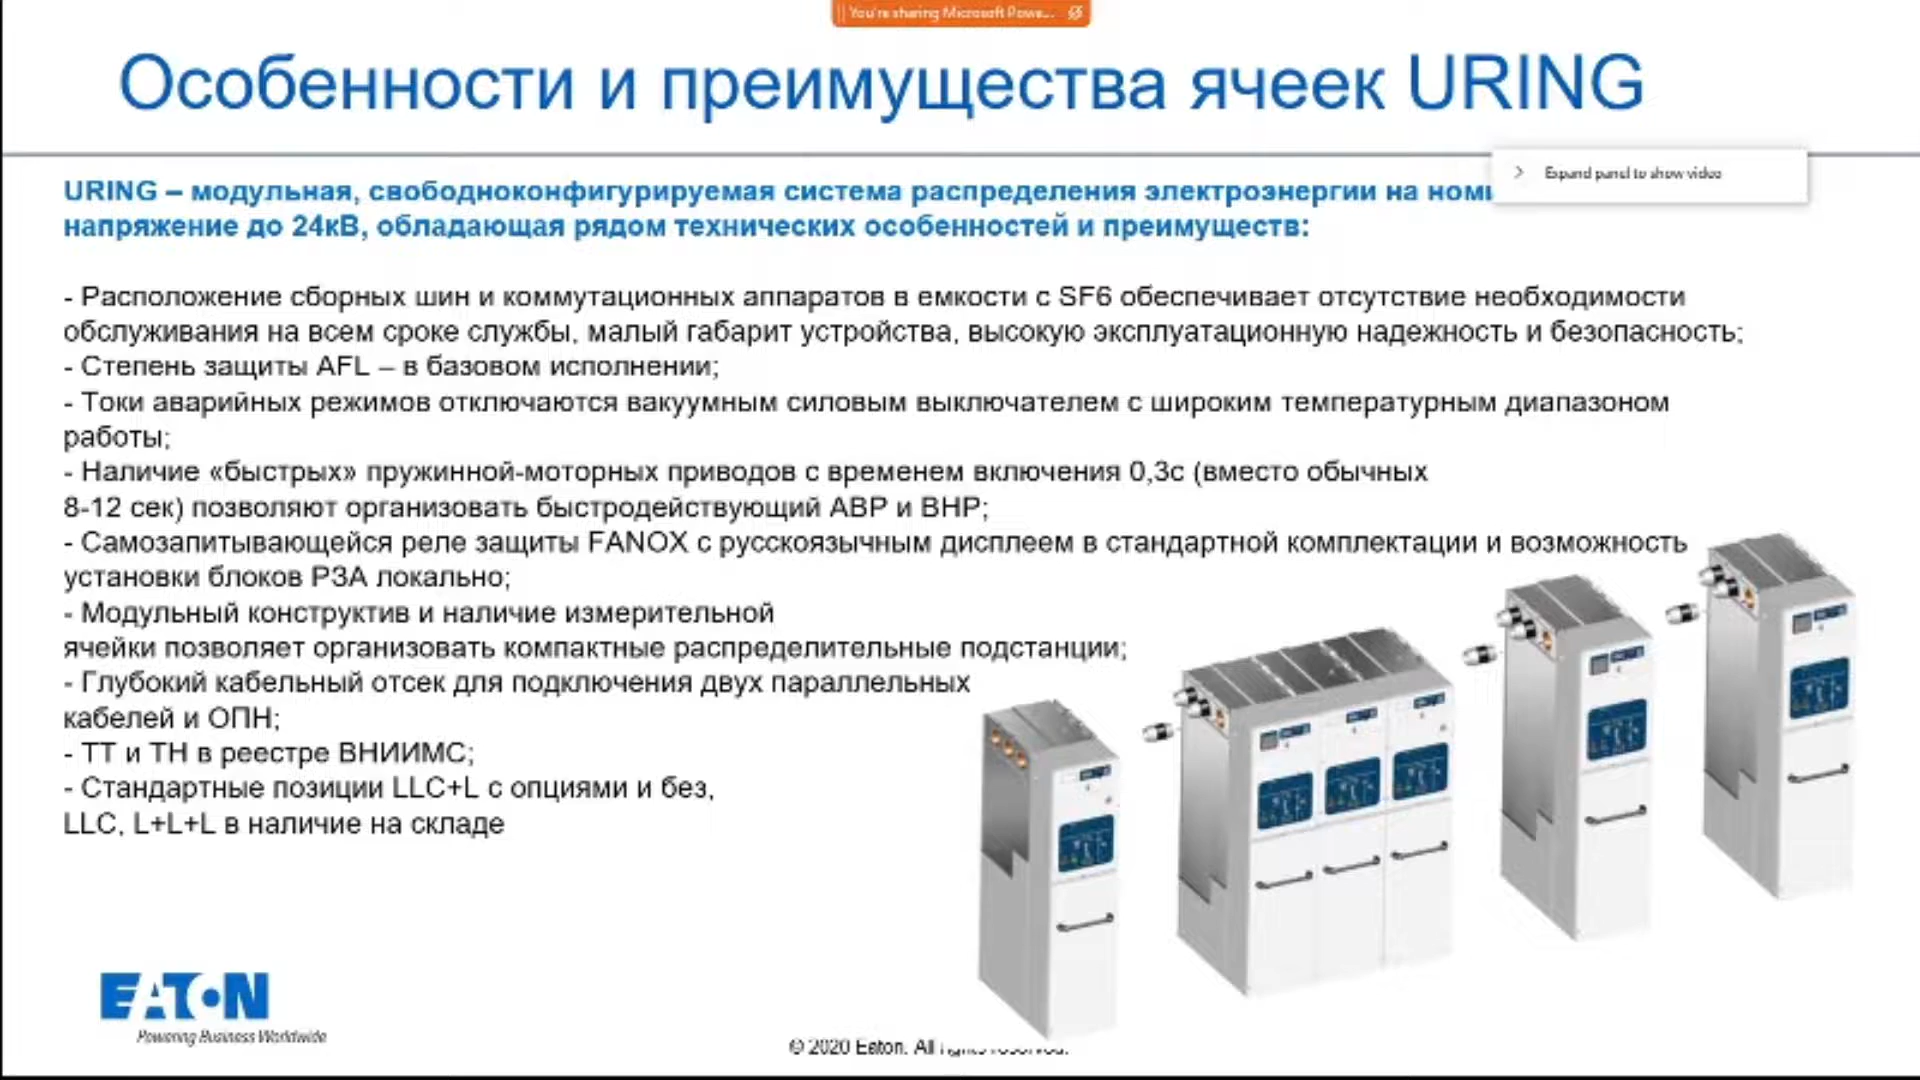 You're sharing Microsoft Powe...
Особенности и преимущества ячеек URING
Expand panel to show video
URING – модульная, свободноконфигурируемая система распределения электроэнергии на номи
напряжение до 24кВ, обладающая рядом технических особенностей и преимуществ:
- Расположение сборных шин и коммутационных аппаратов в емкости с SF6 обеспечивает отсутствие необходимости
обслуживания на всем сроке службы, малый габарит устройства, высокую эксплуатационную надежность и безопасность;
- Степень защиты AFL – в базовом исполнении;
- Токи аварийных режимов отключаются вакуумным силовым выключателем с широким температурным диапазоном
работы;
- Наличие «быстрых» пружинной-моторных приводов с временем включения 0,3с (вместо обычных
8-12 сек) позволяют организовать быстродействующий АВР и ВНР;
- Самозапитывающейся реле защиты FANOX с русскоязычным дисплеем в стандартной комплектации и возможность
установки блоков РЗА локально;
- Модульный конструктив и наличие измерительной
ячейки позволяет организовать компактные распределительные подстанции;
- Глубокий кабельный отсек для подключения двух параллельных
кабелей и ОПН;
- ТТ и ТН в реестре ВНИИМС;
- Стандартные позиции LLC+L с опциями и без,
LLC, L+L+L в наличие на складе
EATON
Powering Business Worldwide
© 2020 Eaton. All rights reserved.